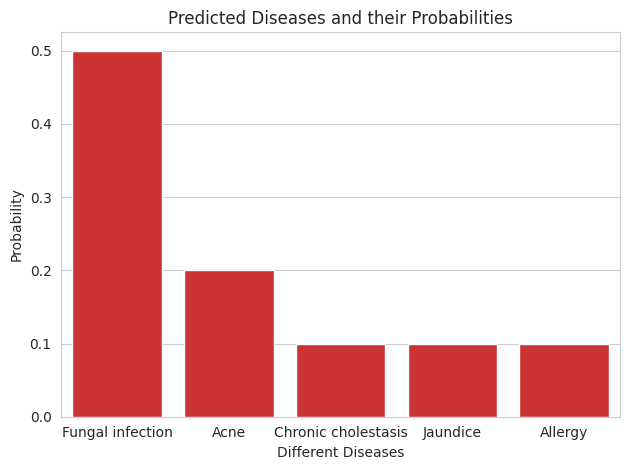 Predicted Diseases and their Probabilities
0.5
0.4
0.3
0.2
0.1
0.0
Probability
Fungal infection Acne Chronic cholestasis Jaundice Allergy
Different Diseases